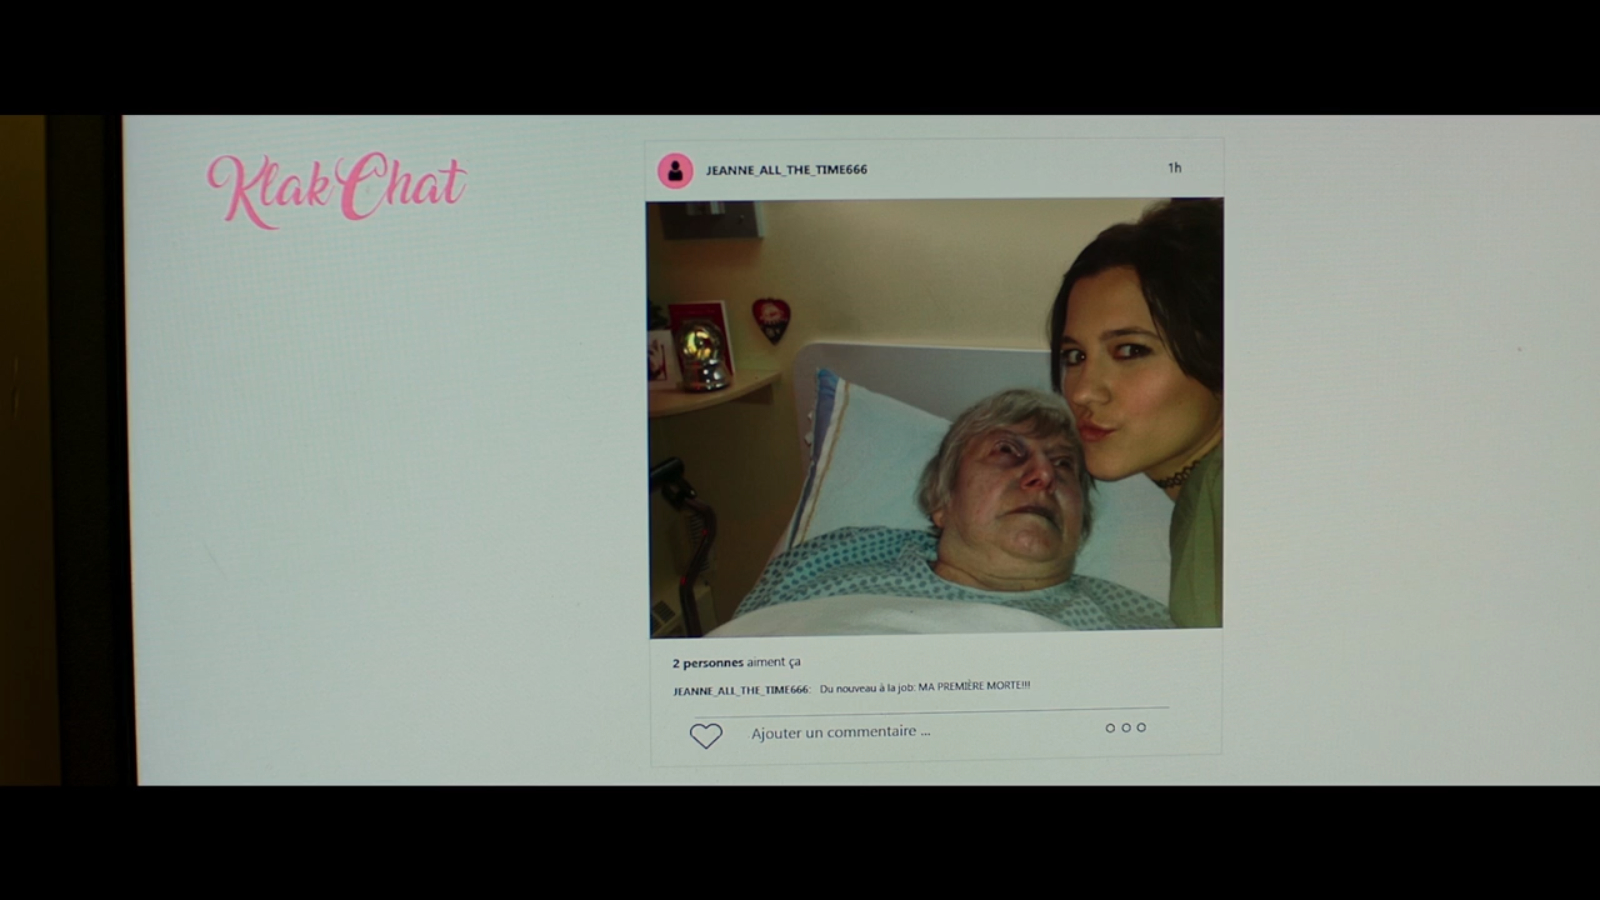 KlakChat
JEANNE_ALL_THE_TIME666
1h
2 personnes aiment ça
JEANNE_ALL_THE_TIME666: Du nouveau à la job: MA PREMIÈRE MORTE!!!
Ajouter un commentaire ...